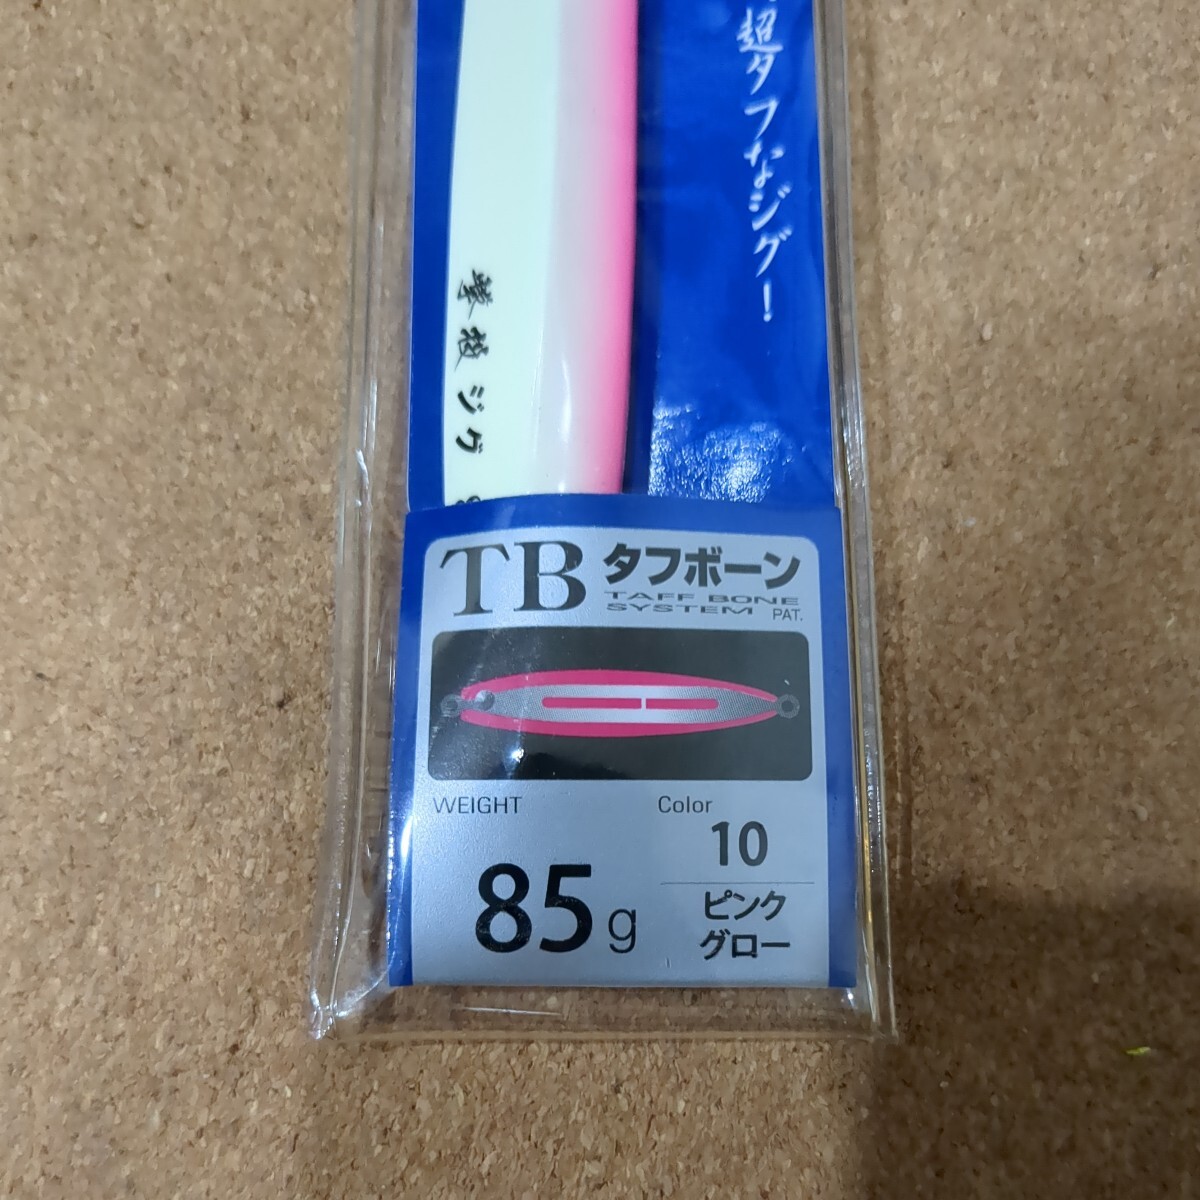 超タフなジグ!
撃投ジグ
TB タフボーン
TAFF BONE
SYSTEM PAT.
WEIGHT
85g
Color
10
ピンク
グロー